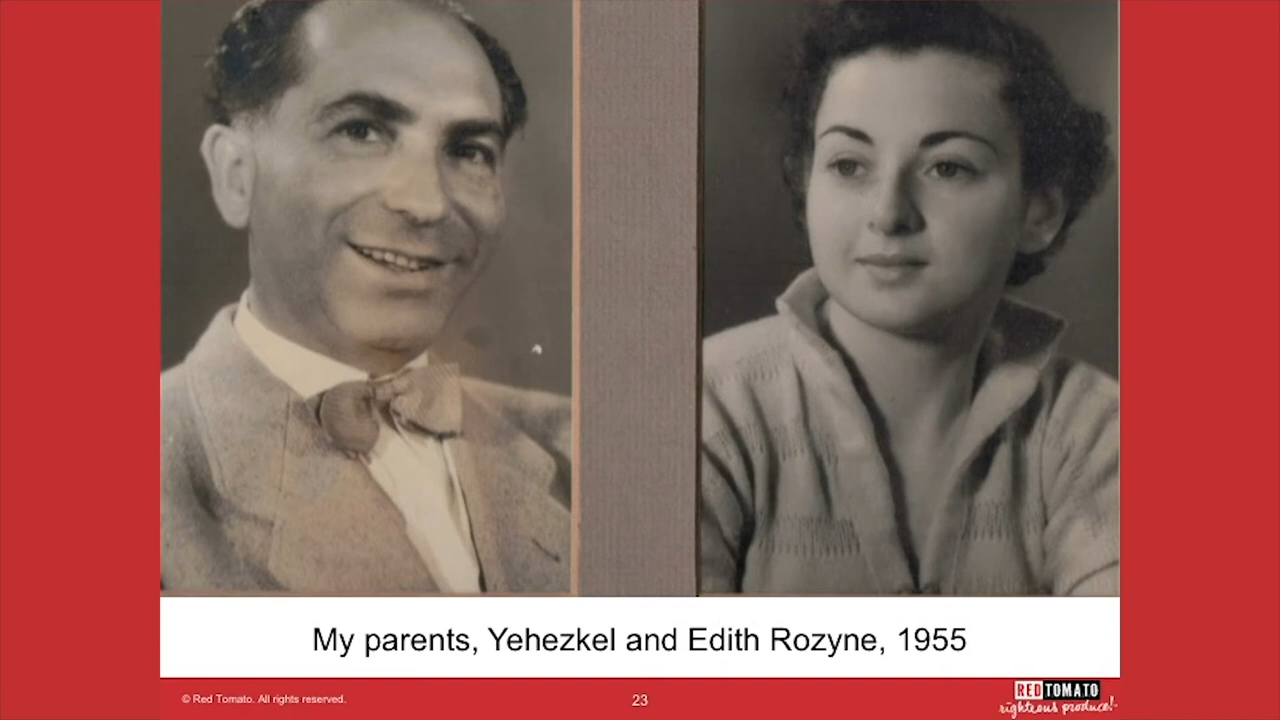 My parents, Yehezkel and Edith Rozyne, 1955
© Red Tomato. All rights reserved.
23
RED TOMATO
righteous produce!